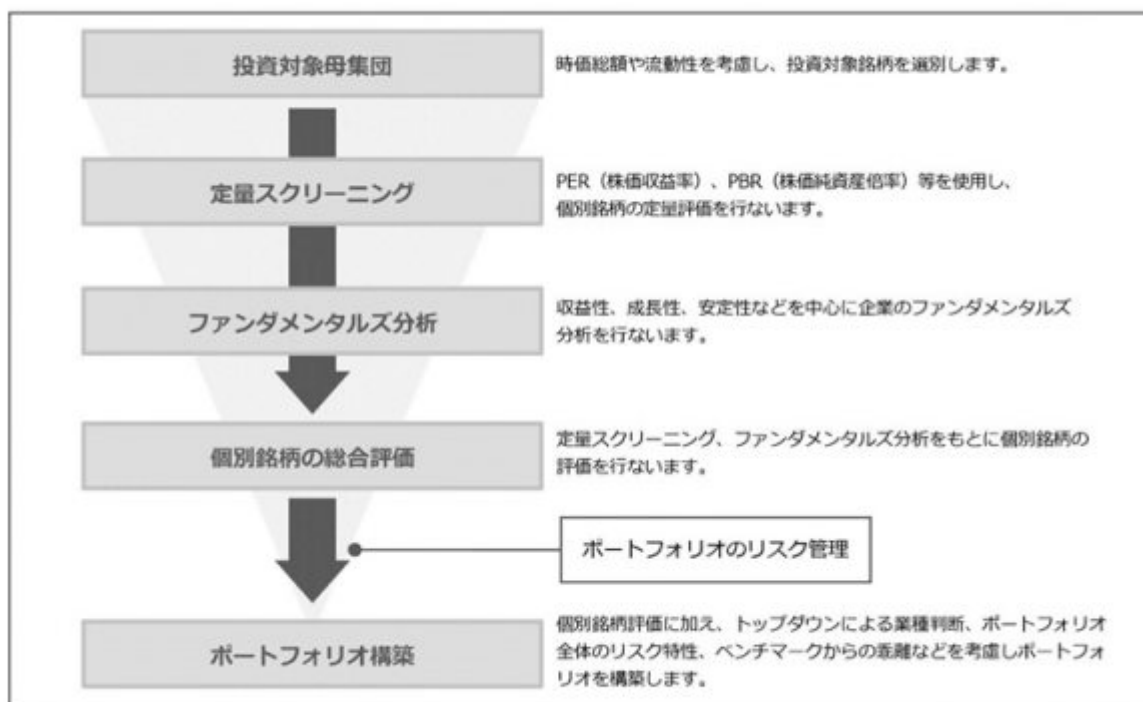 投資対象母集団
時価総額や流動性を考慮し、投資対象銘柄を選別します。
定量スクリーニング
PER（株価収益率）、PBR（株価純資産倍率）等を使用し、
個別銘柄の定量評価を行ないます。
ファンダメンタルズ分析
収益性、成長性、安定性などを中心に企業のファンダメンタルズ
分析を行ないます。
個別銘柄の総合評価
定量スクリーニング、ファンダメンタルズ分析をもとに個別銘柄の
評価を行ないます。
ポートフォリオのリスク管理
ポートフォリオ構築
個別銘柄評価に加え、トップダウンによる業種判断、ポートフォリオ
全体のリスク特性、ベンチマークからの乖離などを考慮しポートフォ
リオを構築します。